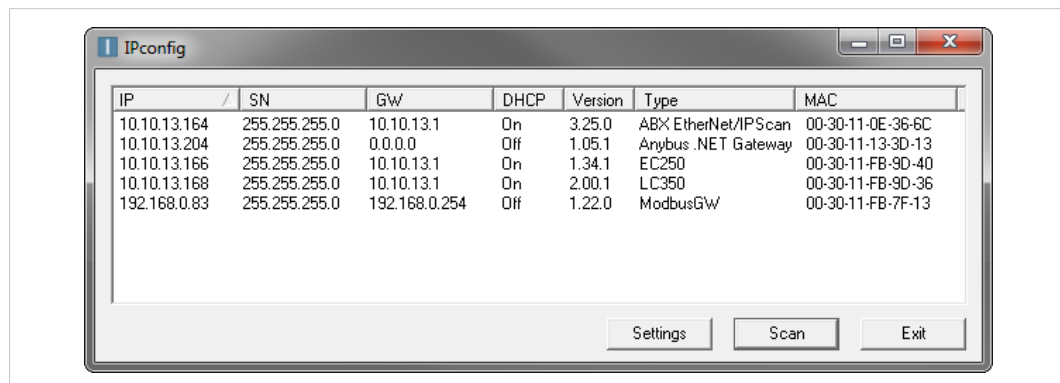 IPconfig
IP SN GW DHCP Version Type MAC
10.10.13.164 255.255.255.0 10.10.13.1 On 3.25.0 ABX EtherNet/IPScan 00-30-11-0E-36-6C
10.10.13.204 255.255.255.0 0.0.0.0 Off 1.05.1 Anybus .NET Gateway 00-30-11-13-3D-13
10.10.13.166 255.255.255.0 10.10.13.1 On 1.34.1 EC250 00-30-11-FB-9D-40
10.10.13.168 255.255.255.0 10.10.13.1 On 2.00.1 LC350 00-30-11-FB-9D-36
192.168.0.83 255.255.255.0 192.168.0.254 Off 1.22.0 ModbusGW 00-30-11-FB-7F-13
Settings Scan Exit